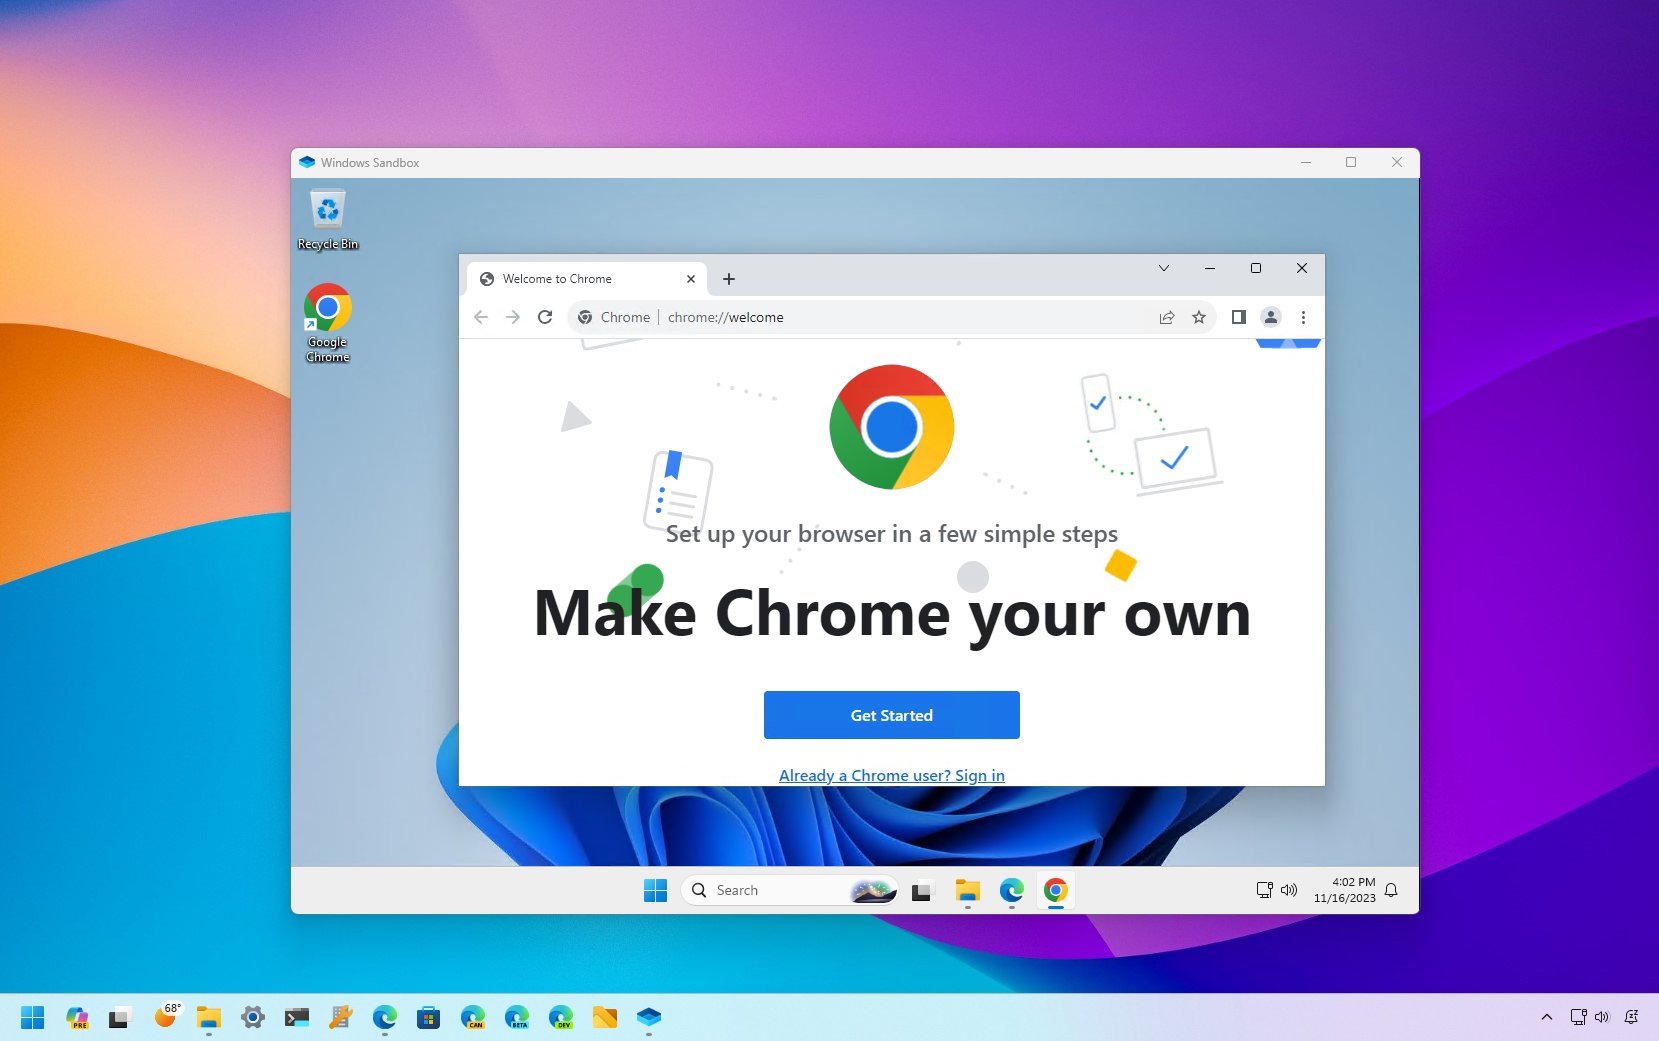 Windows Sandbox
Recycle Bin
Google
Chrome
Welcome to Chrome
Chrome
chrome://welcome
Set up your browser in a few simple steps
Make Chrome your own
Get Started
Already a Chrome user? Sign in
Search
4:02 PM
11/16/2023
PRE
68°
CAN
BETA
DEV